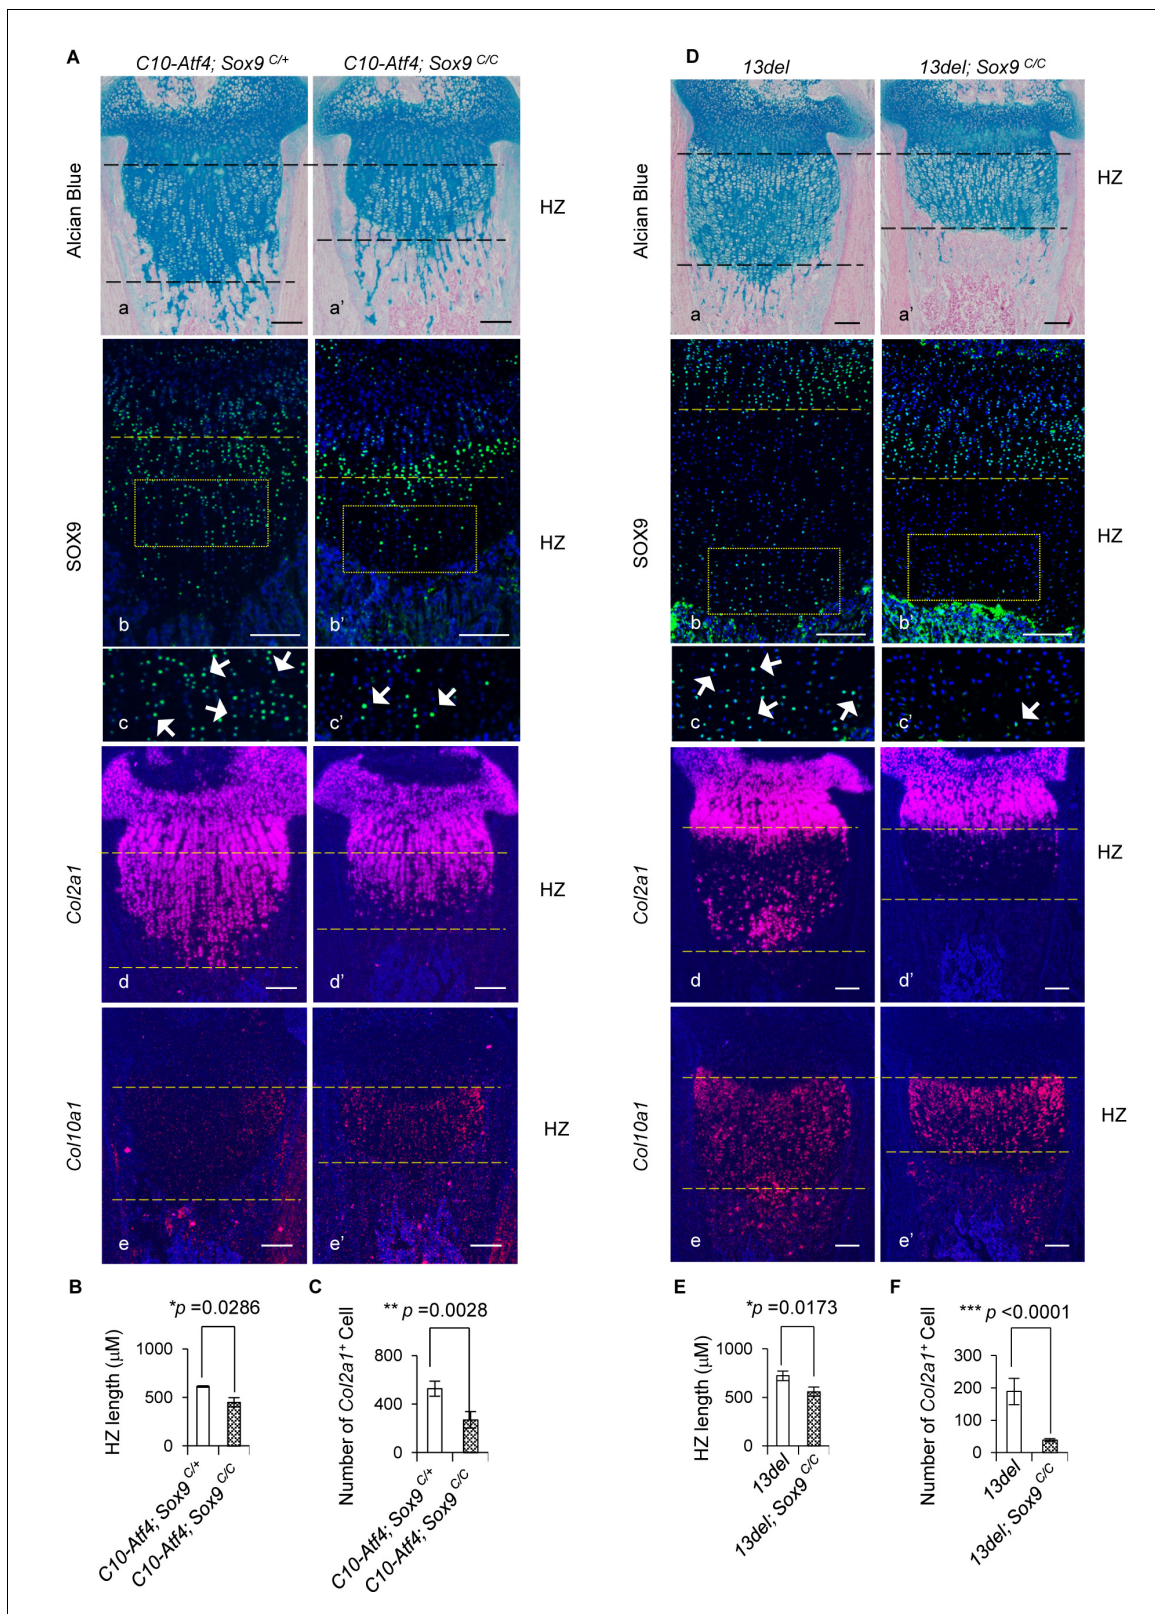 A
C10-Atf4; Sox9 C/+
C10-Atf4; Sox9 C/C
Alcian Blue
HZ
a
a'
SOX9
HZ
b
b'
c
c'
Col2a1
HZ
d
d'
Col10a1
HZ
e
e'
D
13del
13del; Sox9 C/C
Alcian Blue
HZ
a
a'
SOX9
HZ
b
b'
c
c'
Col2a1
HZ
d
d'
Col10a1
HZ
e
e'
B
*p =0.0286
HZ length (µM)
1000
500
0
C10-Atf4; Sox9 C/+
C10-Atf4; Sox9 C/C
C
** p =0.0028
Number of Col2a1+ Cell
800
400
0
C10-Atf4; Sox9 C/+
C10-Atf4; Sox9 C/C
E
*p =0.0173
HZ length (µM)
1000
500
0
13del
13del; Sox9 C/C
F
*** p <0.0001
Number of Col2a1+ Cell
300
200
100
0
13del
13del; Sox9 C/C